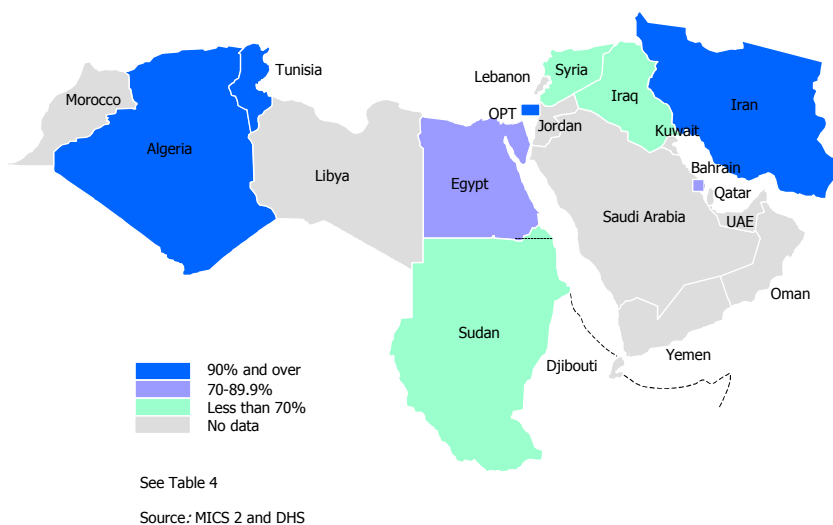 Tunisia
Lebanon
Syria
Morocco
Iraq
Iran
OPT
Jordan
Kuwait
Algeria
Libya
Egypt
Bahrain
Qatar
Saudi Arabia
UAE
Oman
Sudan
Djibouti
Yemen
90% and over
70-89.9%
Less than 70%
No data
See Table 4
Source: MICS 2 and DHS